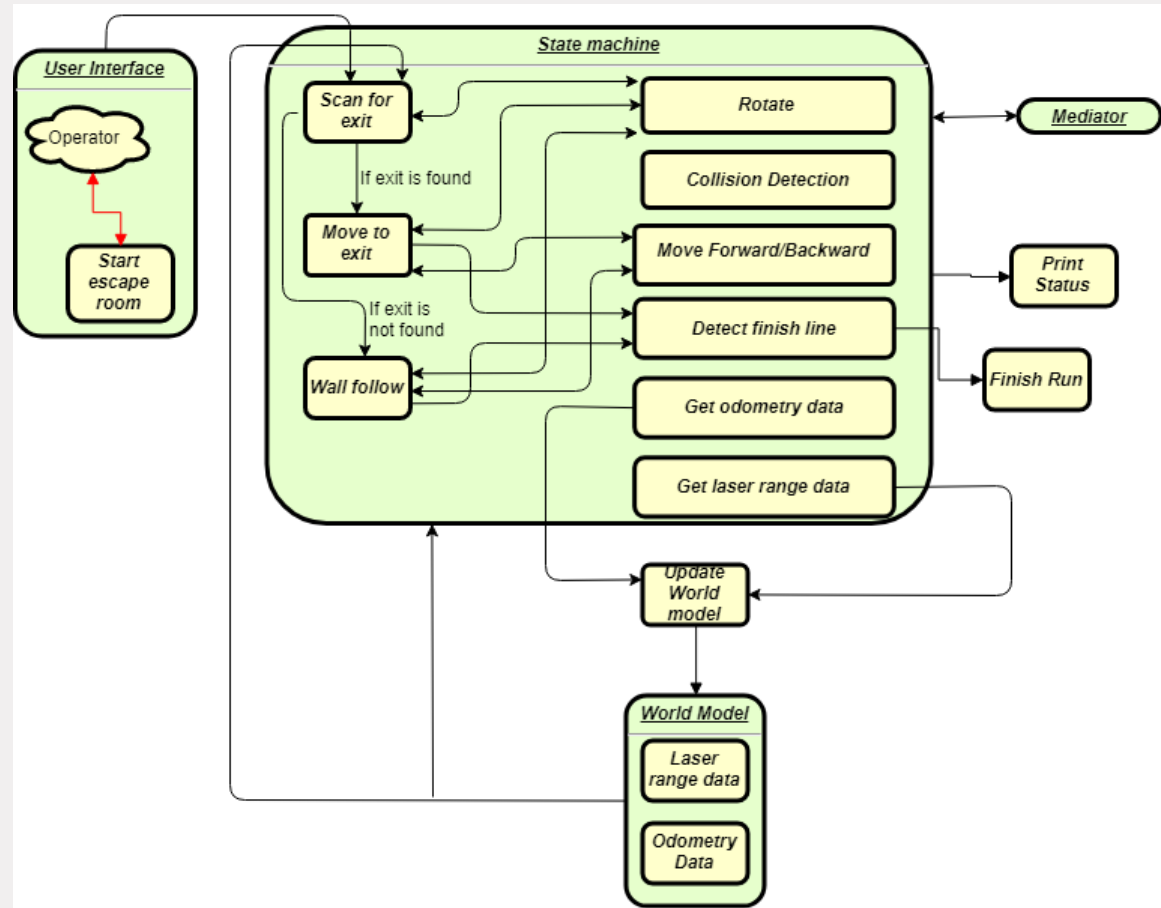 User Interface
Operator
Start
escape
room
State machine
Scan for
exit
If exit is found
Move to
exit
If exit is
not found
Wall follow
Rotate
Collision Detection
Move Forward/Backward
Detect finish line
Get odometry data
Get laser range data
Mediator
Print
Status
Finish Run
Update
World
model
World Model
Laser
range data
Odometry
Data